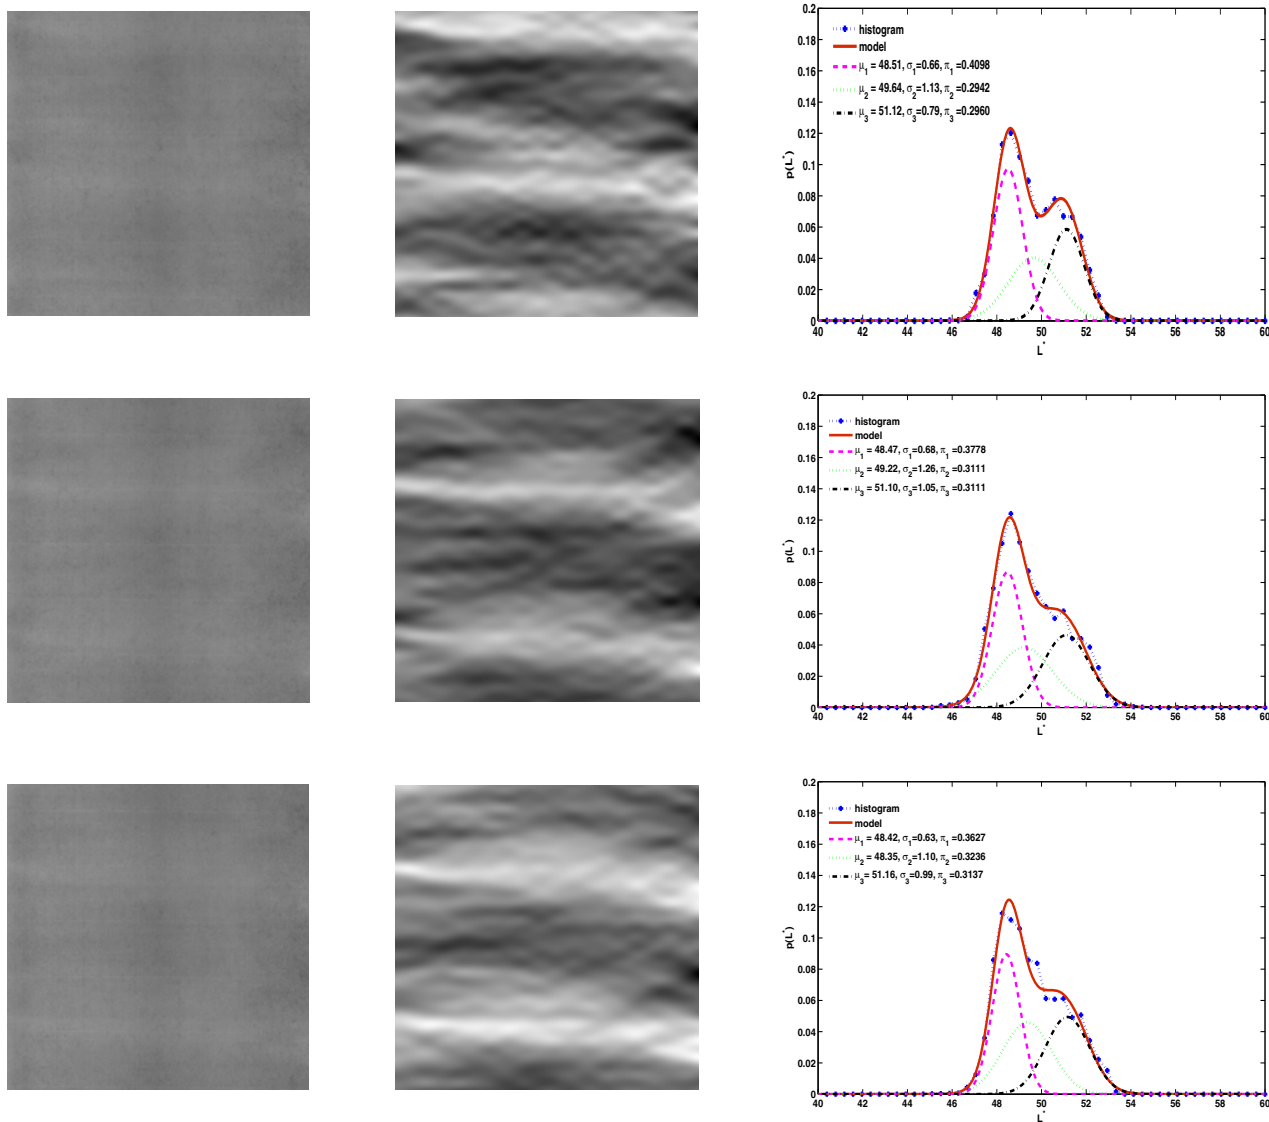 0.2
0.18
0.16
0.14
0.12
0.1
0.08
0.06
0.04
0.02
0
p(L*)
histogram
model
μ1 = 48.51, σ1=0.66, π1=0.4098
μ2 = 49.64, σ2=1.13, π2=0.2942
μ3 = 51.12, σ3=0.79, π3=0.2960
40 42 44 46 48 50 52 54 56 58 60
L*
0.2
0.18
0.16
0.14
0.12
0.1
0.08
0.06
0.04
0.02
0
p(L*)
histogram
model
μ1 = 48.47, σ1=0.68, π1=0.3778
μ2 = 49.22, σ2=1.26, π2=0.3111
μ3 = 51.10, σ3=1.05, π3=0.3111
40 42 44 46 48 50 52 54 56 58 60
L*
0.2
0.18
0.16
0.14
0.12
0.1
0.08
0.06
0.04
0.02
0
p(L*)
histogram
model
μ1 = 48.42, σ1=0.63, π1=0.3627
μ2 = 48.35, σ2=1.10, π2=0.3236
μ3= 51.16, σ3=0.99, π3=0.3137
40 42 44 46 48 50 52 54 56 58 60
L*